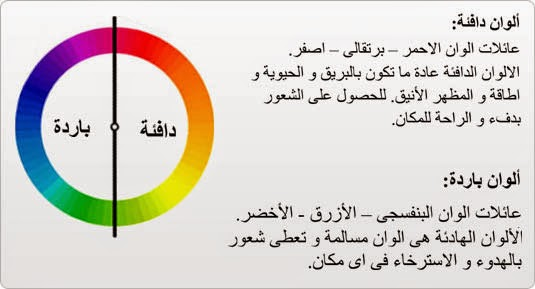 ألوان دافئة:
عائلات الوان الاحمر – برتقالى – اصفر.
الالوان الدافئة عادة ما تكون بالبريق و الحيوية و
اطاقة و المظهر الأنيق. للحصول على الشعور
بدفء و الراحة للمكان.
ألوان باردة:
عائلات الوان البنفسجى – الأزرق - الأخضر.
الألوان الهادئة هى الوان مسالمة و تعطى شعور
بالهدوء و الاسترخاء فى اى مكان.
دافئة
باردة